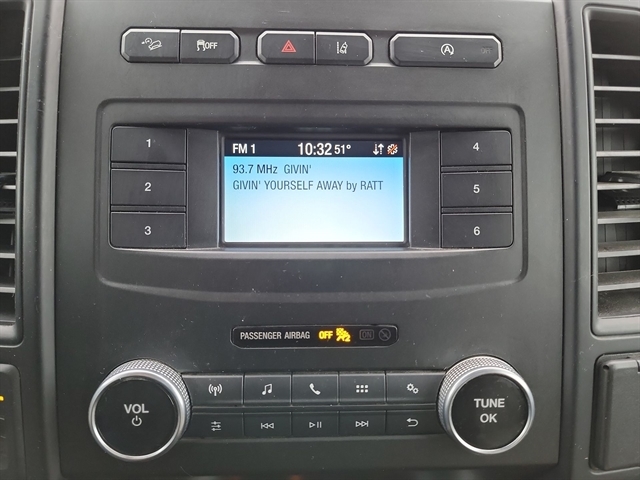 OFF
A
FM 1 10:32 51°
93.7 MHz GIVIN'
GIVIN' YOURSELF AWAY by RATT
1
2
3
4
5
6
PASSENGER AIRBAG OFF ON
VOL
TUNE
OK